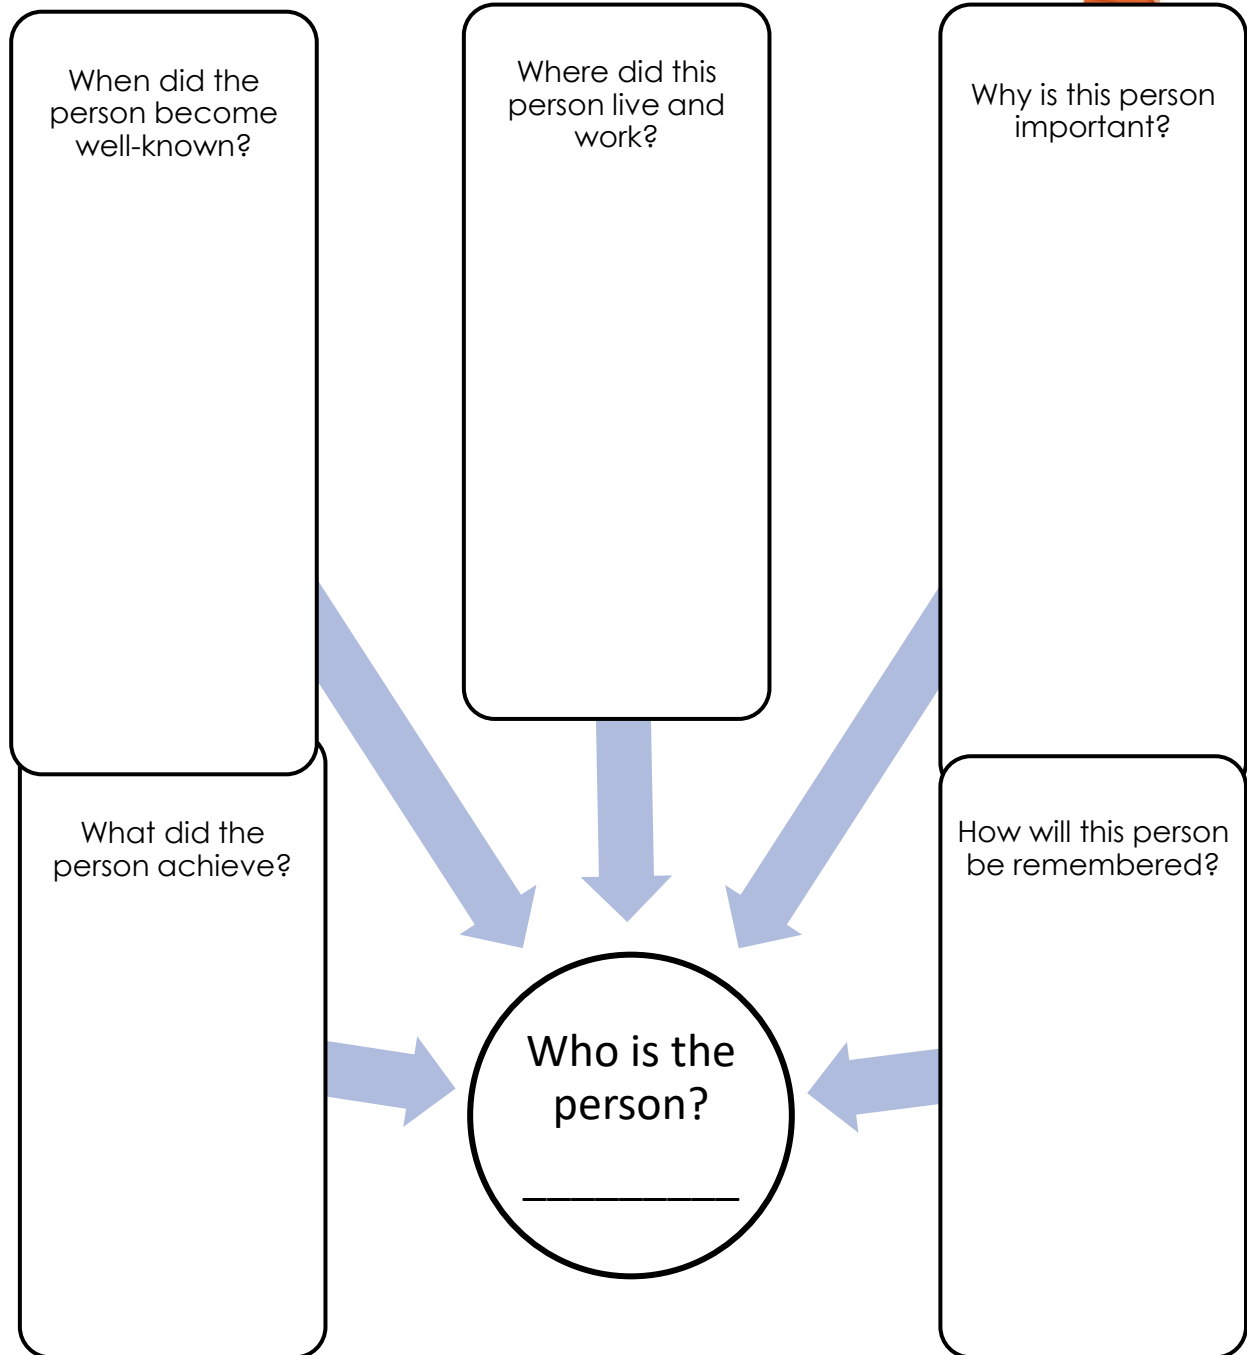 When did the
person become
well-known?
Where did this
person live and
work?
Why is this person
important?
What did the
person achieve?
How will this person
be remembered?
Who is the
person?
_________